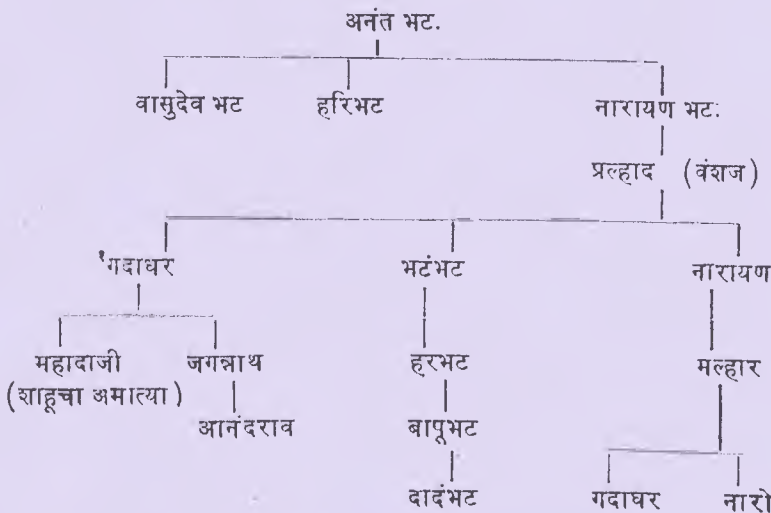 अनंत भट.
वासुदेव भट हरिभट नारायण भट:
प्रल्हाद (वंशज)
१गदाधर भटंभट नारायण
महादाजी जगन्नाथ हरभट मल्हार
(शाहूचा अमात्या)
आनंदराव बापूभट
दादंभट गदाधर नारो